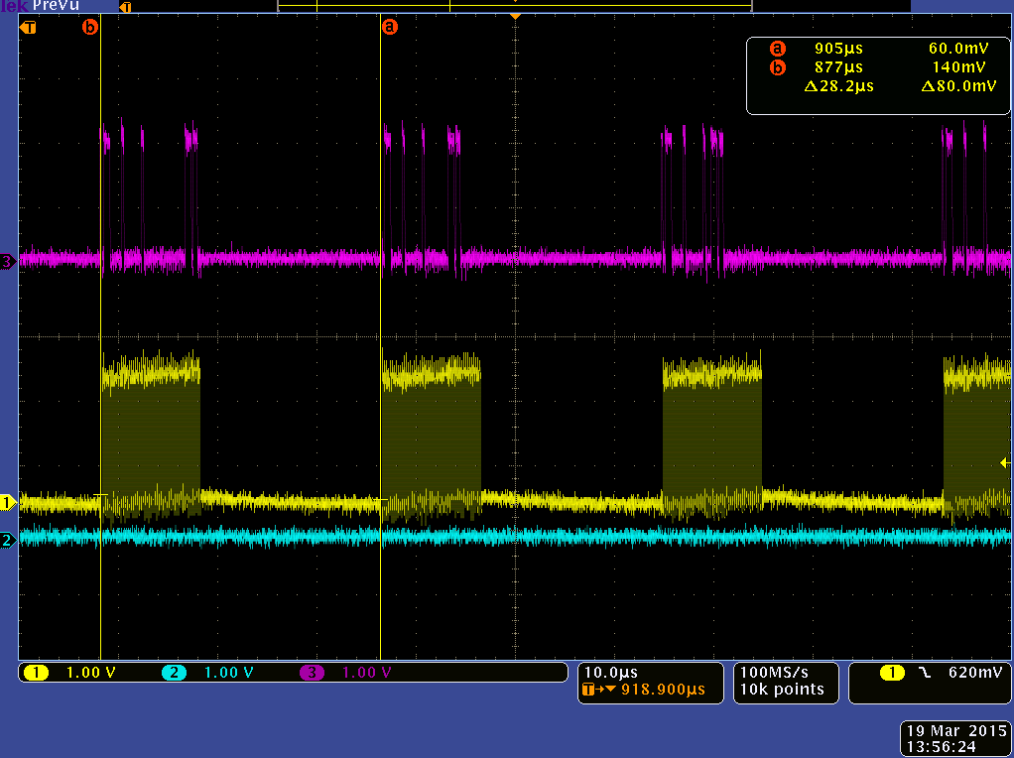 Tek PreVu
T
T b a
a 905µs 60.0mV
b 877µs 140mV
Δ28.2µs Δ80.0mV
3
1
2
1 1.00 V 2 1.00 V 3 1.00 V
10.0µs
T→▼ 918.900µs
100MS/s
10k points
1 620mV
19 Mar 2015
13:56:24